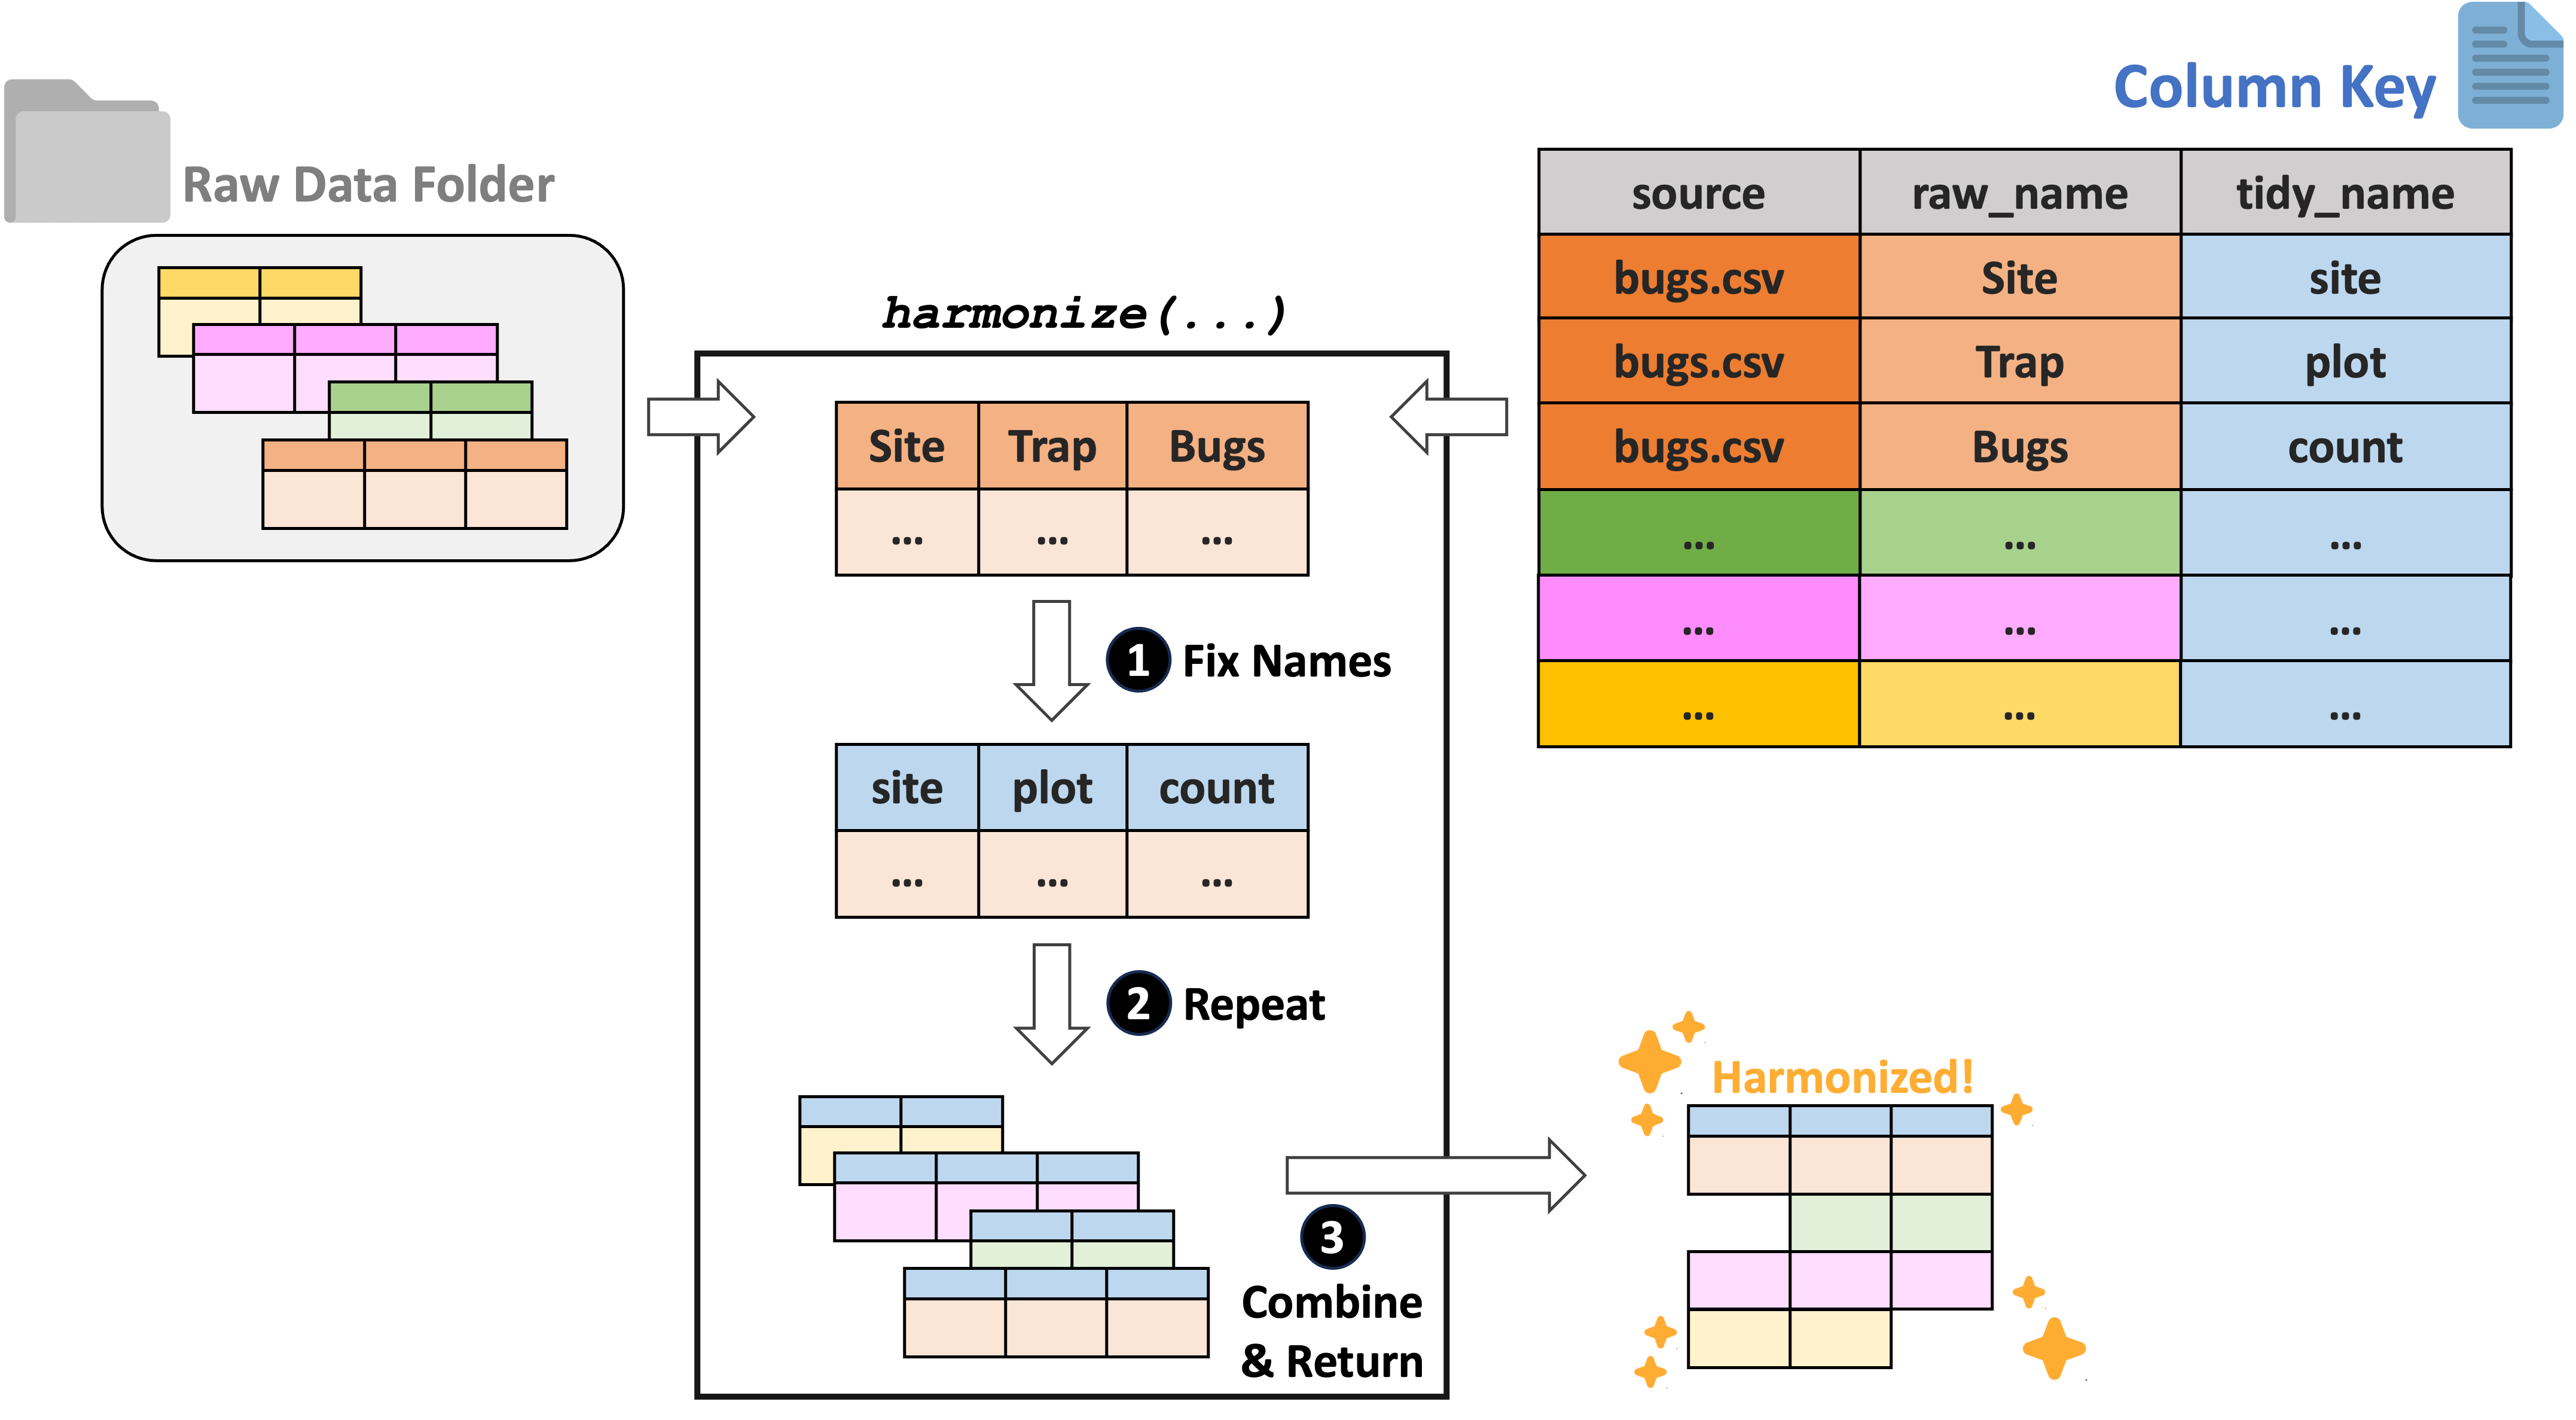 Column Key
Raw Data Folder
source raw_name tidy_name
bugs.csv Site site
bugs.csv Trap plot
bugs.csv Bugs count
... ... ...
... ... ...
... ... ...
harmonize(...)
Site Trap Bugs
... ... ...
1 Fix Names
site plot count
... ... ...
2 Repeat
3
Combine
& Return
Harmonized!